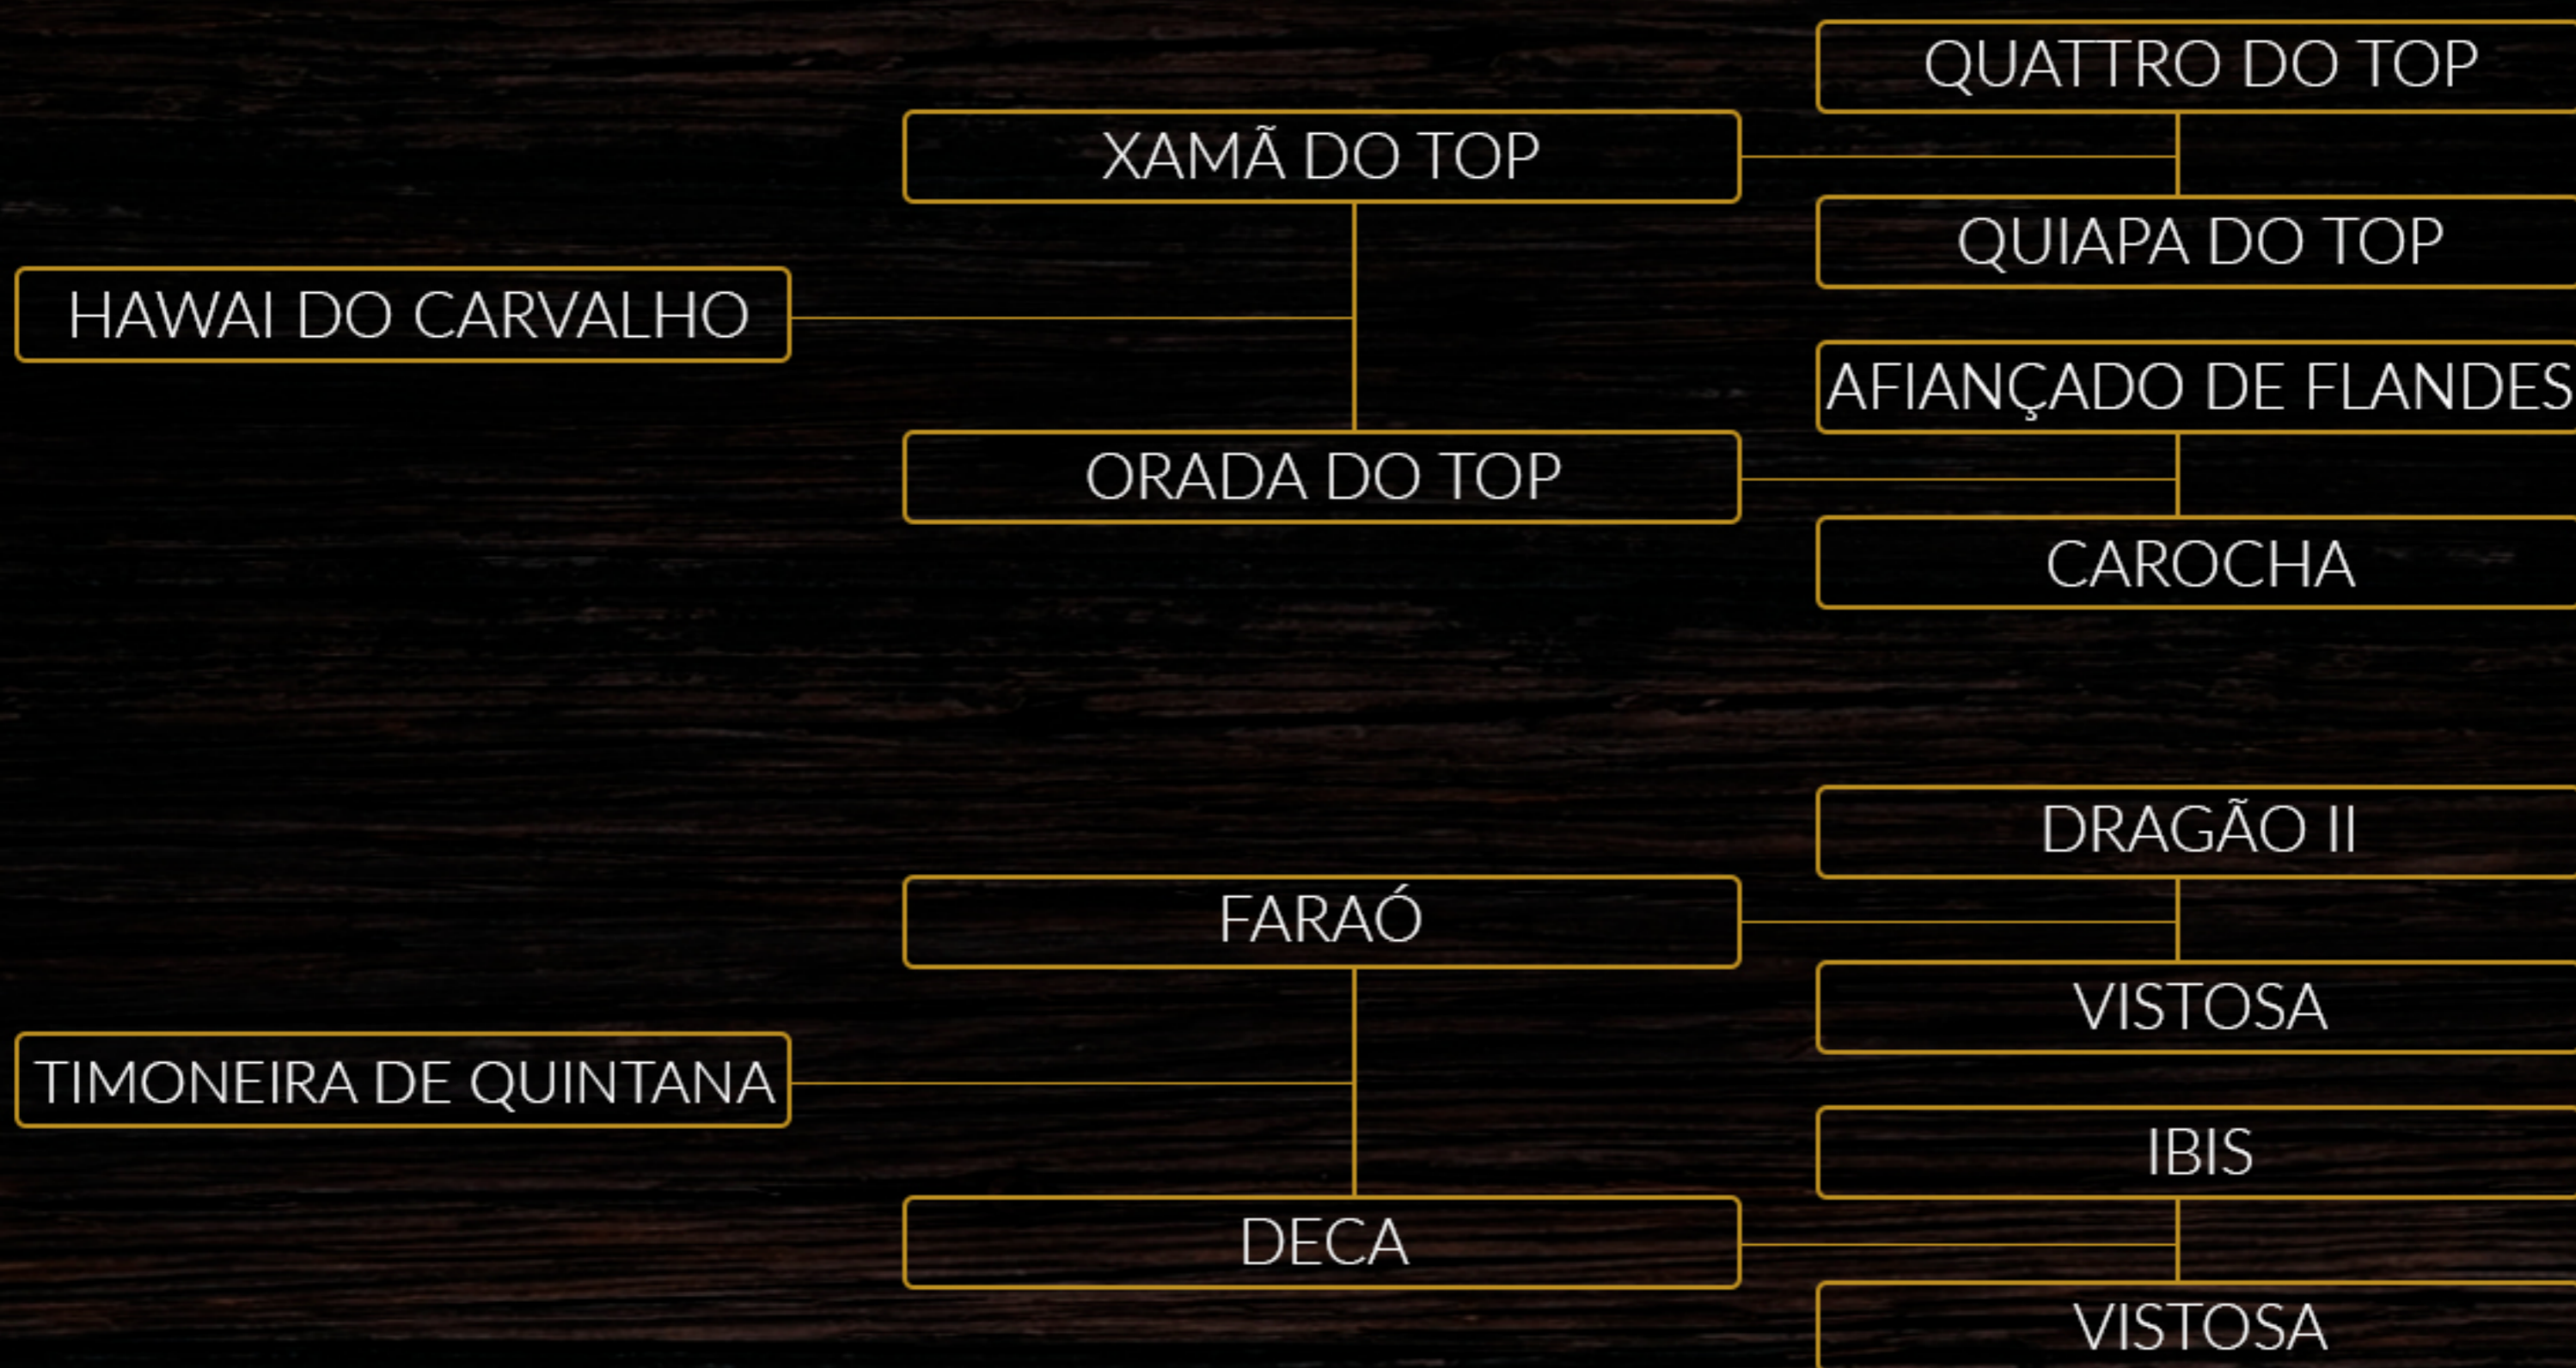 QUATTRO DO TOP
XAMÃ DO TOP
QUIAPA DO TOP
HAWAI DO CARVALHO
AFIANÇADO DE FLANDES
ORADA DO TOP
CAROCHA
DRAGÃO II
FARAÓ
VISTOSA
TIMONEIRA DE QUINTANA
IBIS
DECA
VISTOSA